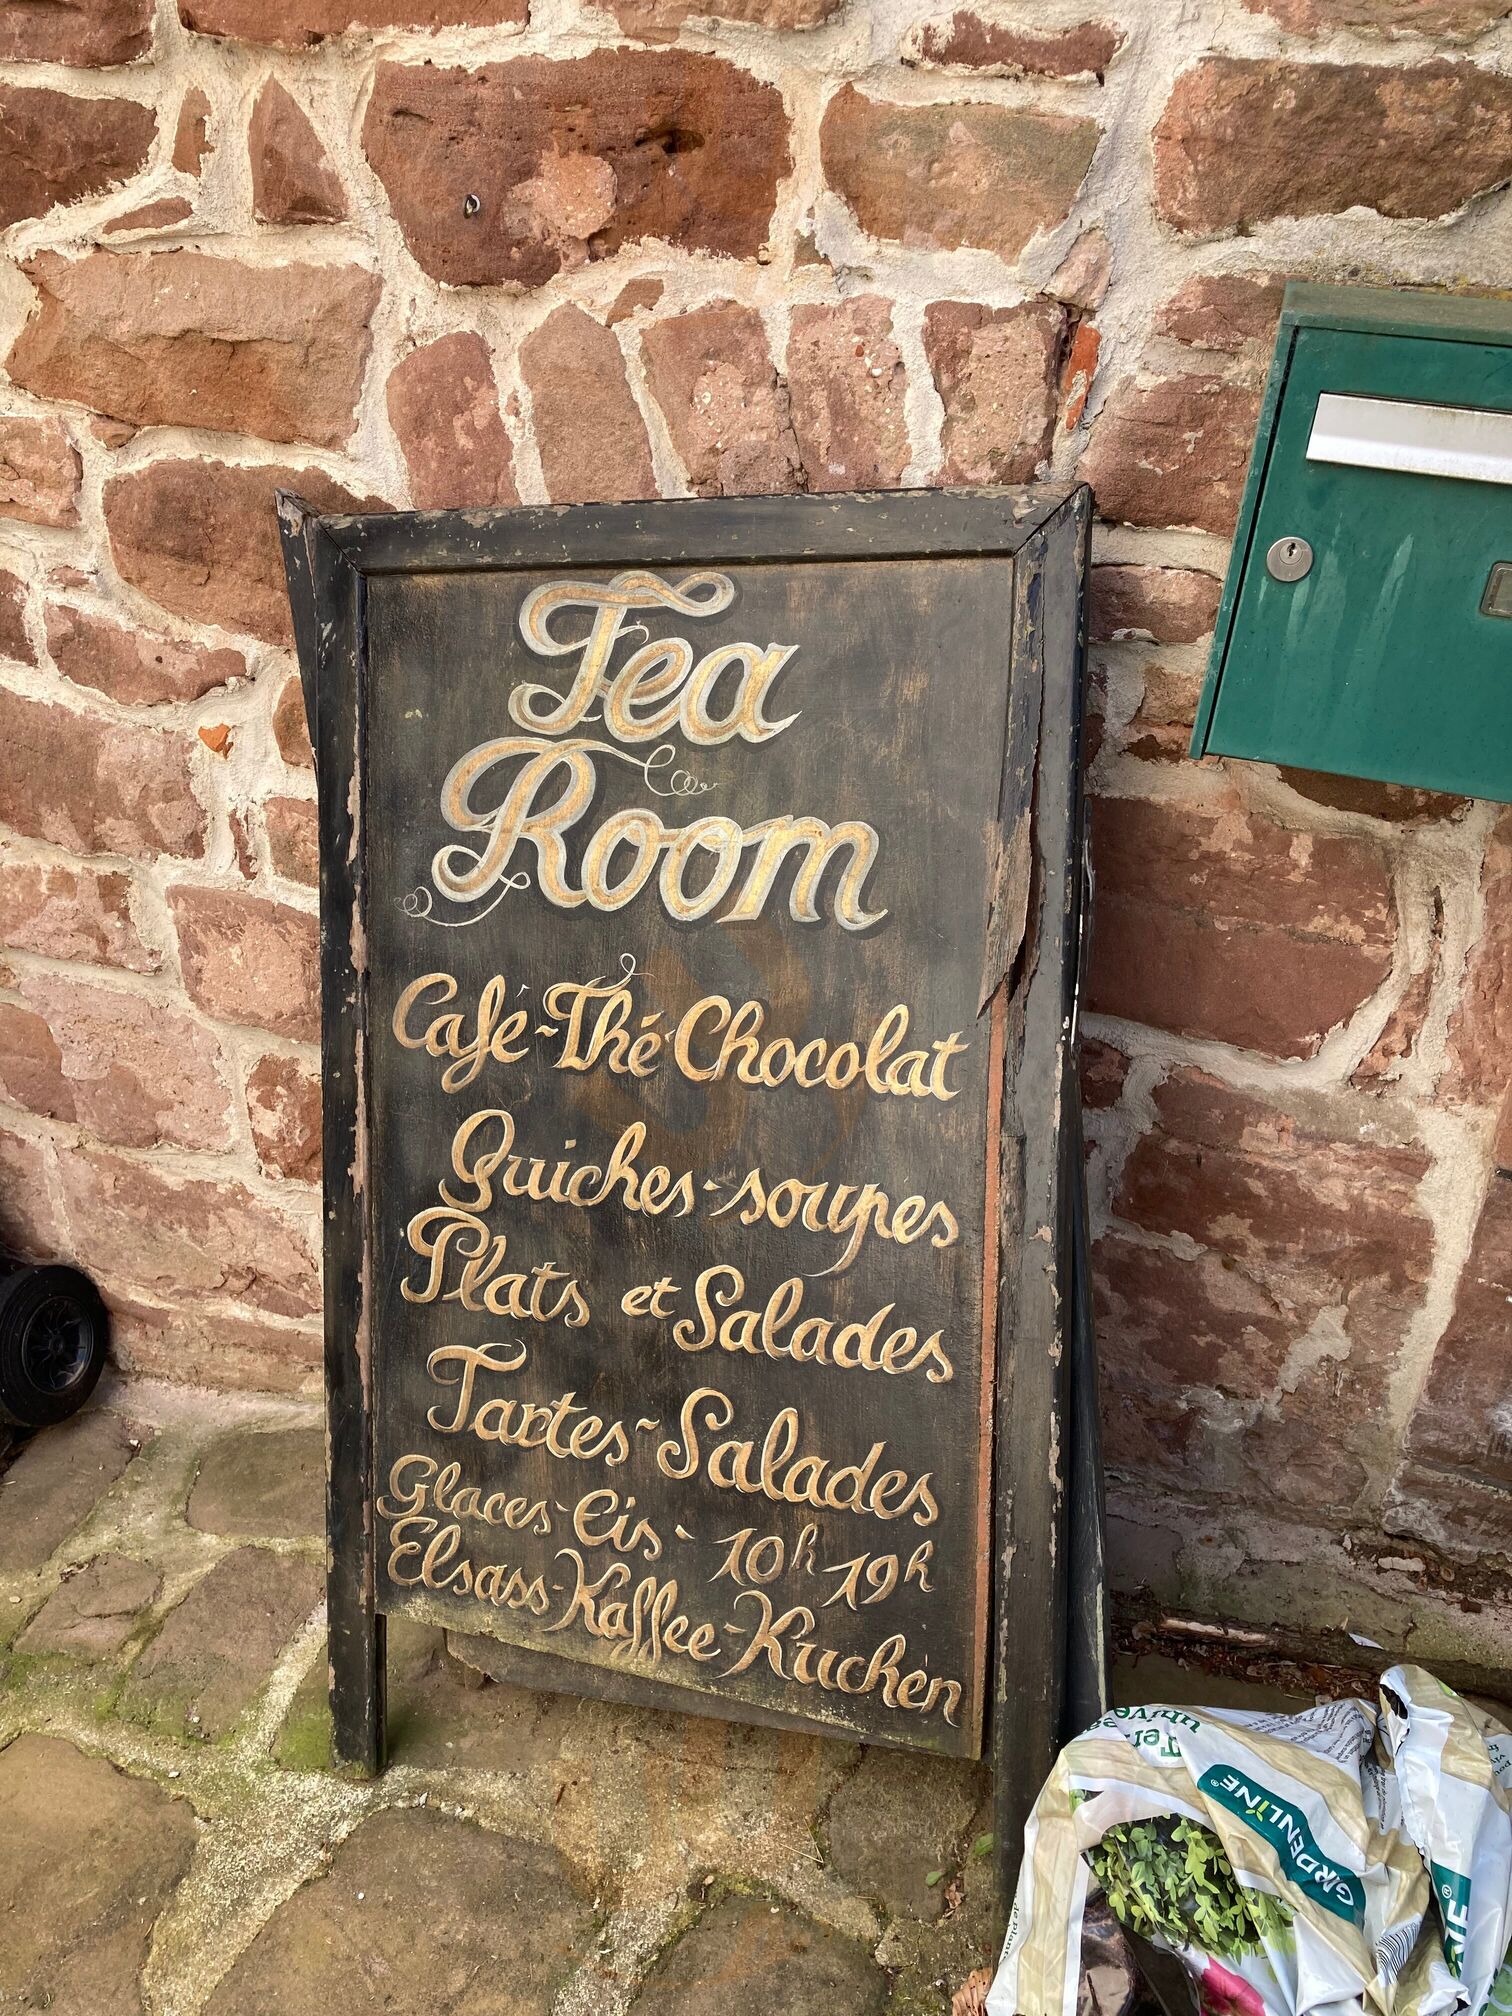 Tea
Room
Café-Thé-Chocolat
Quiches-soupes
Plats et Salades
Tartes-Salades
Glaces-Eis-10h 19h
Elsass-Kaffee-Kuchen
GARDENLINE®